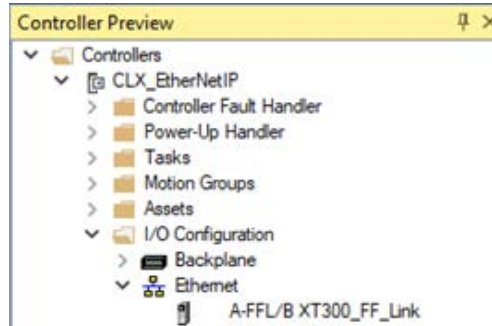 Controller Preview
Controllers
CLX_EtherNetIP
Controller Fault Handler
Power-Up Handler
Tasks
Motion Groups
Assets
I/O Configuration
Backplane
Ethernet
A-FFL/B XT300_FF_Link